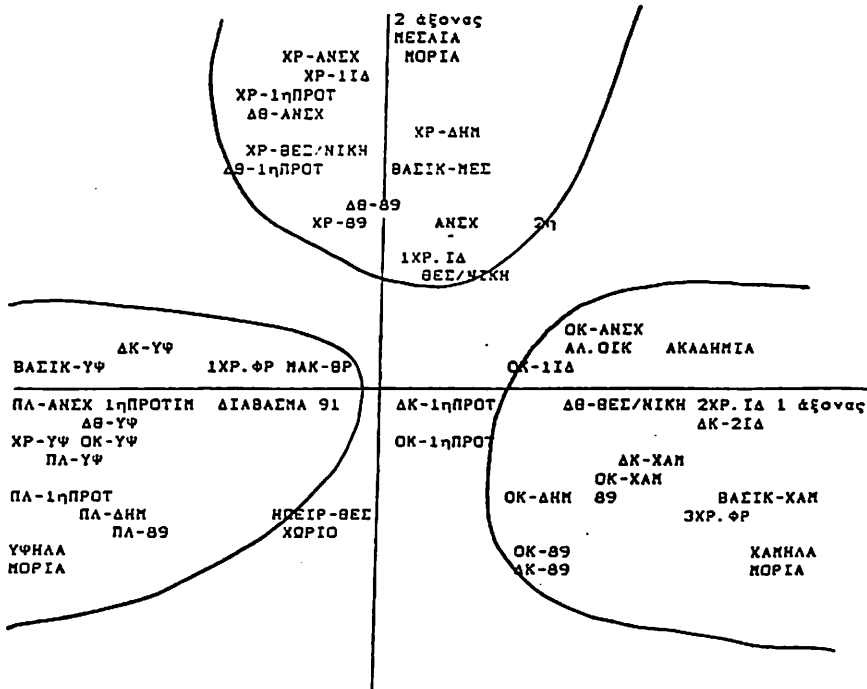 2 άξονας
ΜΕΣΑΙΑ
ΧΡ-ΑΝΣΧ ΜΟΡΙΑ
ΧΡ-1ΙΔ
ΧΡ-1ηΠΡΟΤ
ΔΘ-ΑΝΣΧ
ΧΡ-ΔΗΜ
ΧΡ-ΘΕΣ/ΝΙΚΗ
Δ9-1ηΠΡΟΤ ΒΑΣΙΚ-ΜΕΣ
ΔΘ-89
ΧΡ-89 ΑΝΣΧ 2η
1ΧΡ.ΙΔ
ΘΕΣ/ΝΙΚΗ
ΟΚ-ΑΝΣΧ
ΔΚ-ΥΨ ΑΛ.ΟΙΚ ΑΚΑΔΗΜΙΑ
ΒΑΣΙΚ-ΥΨ 1ΧΡ.ΦΡ ΜΑΚ-ΘΡ ΟΚ-1ΙΔ
ΠΛ-ΑΝΣΧ 1ηΠΡΟΤΙΜ ΔΙΑΒΑΣΜΑ 91 ΔΚ-1ηΠΡΟΤ ΔΘ-ΘΕΣ/ΝΙΚΗ 2ΧΡ.ΙΔ 1 άξονας
ΔΘ-ΥΨ ΔΚ-2ΙΔ
ΧΡ-ΥΨ ΟΚ-ΥΨ ΟΚ-1ηΠΡΟΤ
ΠΛ-ΥΨ ΔΚ-ΧΑΜ
ΟΚ-ΧΑΜ
ΠΛ-1ηΠΡΟΤ ΟΚ-ΔΗΜ 89 ΒΑΣΙΚ-ΧΑΜ
ΠΛ-ΔΗΜ ΗΠΕΙΡ-ΘΕΣ 3ΧΡ.ΦΡ
ΠΛ-89 ΧΩΡΙΟ
ΥΨΗΛΑ ΟΚ-89 ΧΑΜΗΛΑ
ΜΟΡΙΑ ΔΚ-89 ΜΟΡΙΑ